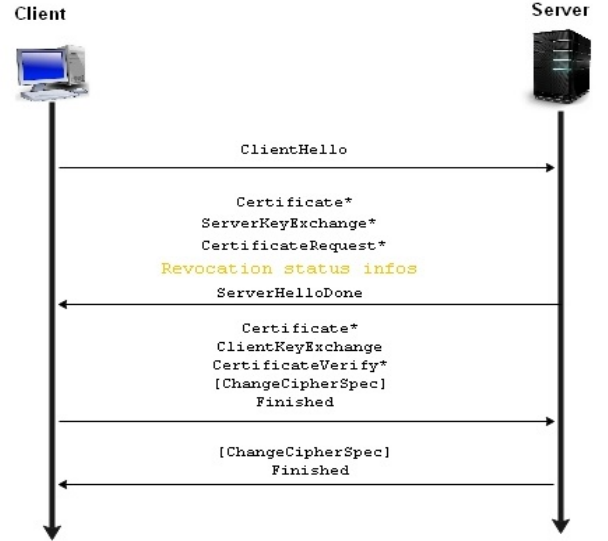 Client
Server
ClientHello
Certificate*
ServerKeyExchange*
CertificateRequest*
Revocation status infos
ServerHelloDone
Certificate*
ClientKeyExchange
CertificateVerify*
[ChangeCipherSpec]
Finished
[ChangeCipherSpec]
Finished